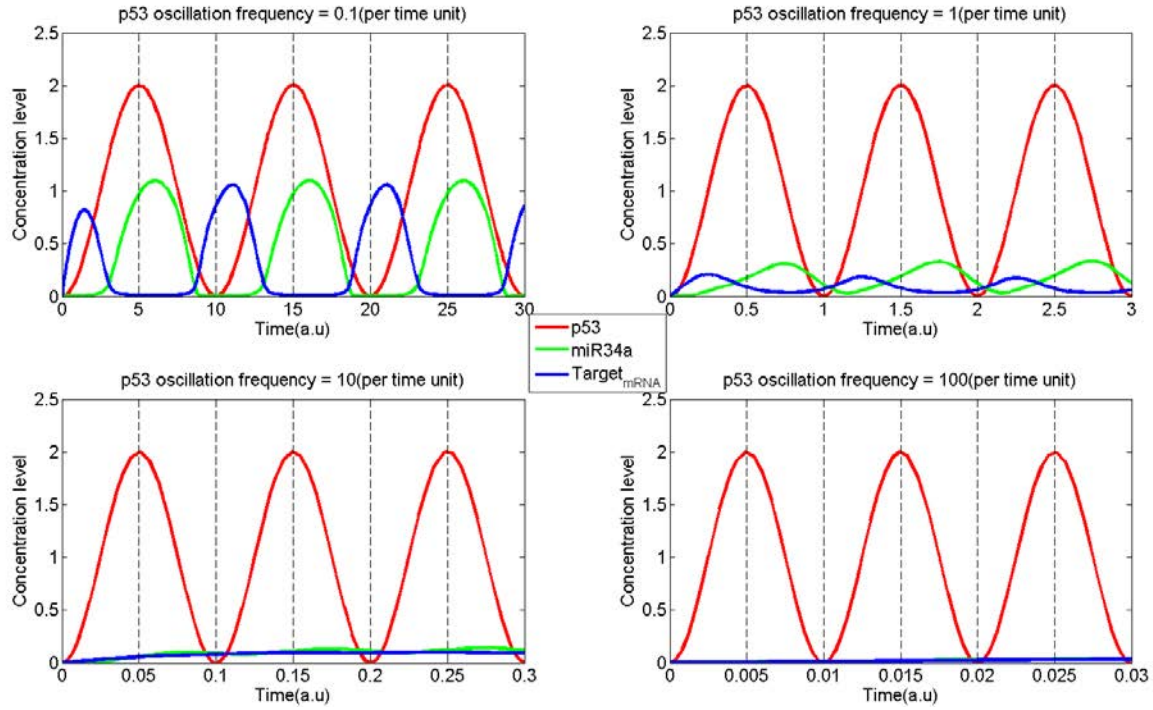 p53 oscillation frequency = 0.1(per time unit)
2.5
2
1.5
1
0.5
0
Concentration level
0 5 10 15 20 25 30
Time(a.u)
p53 oscillation frequency = 1(per time unit)
2.5
2
1.5
1
0.5
0
Concentration level
0 0.5 1 1.5 2 2.5 3
Time(a.u)
p53
miR34a
Target mRNA
p53 oscillation frequency = 10(per time unit)
2.5
2
1.5
1
0.5
0
Concentration level
0 0.05 0.1 0.15 0.2 0.25 0.3
Time(a.u)
p53 oscillation frequency = 100(per time unit)
2.5
2
1.5
1
0.5
0
Concentration level
0 0.005 0.01 0.015 0.02 0.025 0.03
Time(a.u)